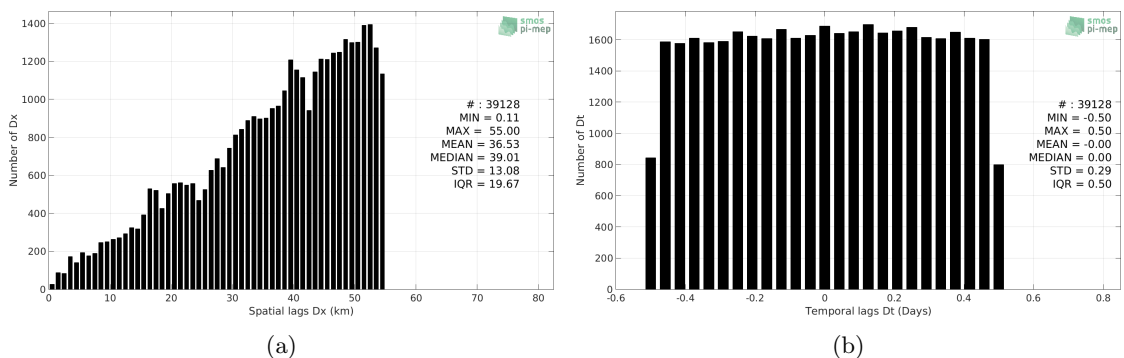 1400
1200
1000
800
600
400
200
0
Number of Dx
smos
pi-mep
# : 39128
MIN = 0.11
MAX = 55.00
MEAN = 36.53
MEDIAN = 39.01
STD = 13.08
IQR = 19.67
0 10 20 30 40 50 60 70 80
Spatial lags Dx (km)
(a)
1600
1400
1200
1000
800
600
400
200
0
Number of Dt
smos
pi-mep
# : 39128
MIN = -0.50
MAX = 0.50
MEAN = -0.00
MEDIAN = 0.00
STD = 0.29
IQR = 0.50
-0.6 -0.4 -0.2 0 0.2 0.4 0.6 0.8
Temporal lags Dt (Days)
(b)